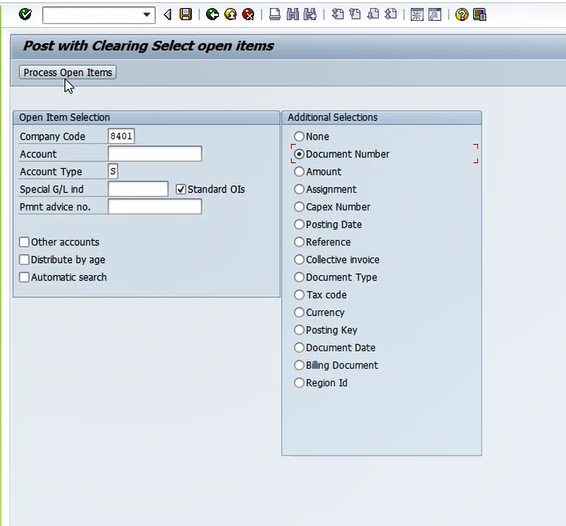 Post with Clearing Select open items
Process Open Items
Open Item Selection
Company Code 8401
Account
Account Type S
Special G/L ind Standard OIs
Pmnt advice no.
Other accounts
Distribute by age
Automatic search
Additional Selections
None
Document Number
Amount
Assignment
Capex Number
Posting Date
Reference
Collective invoice
Document Type
Tax code
Currency
Posting Key
Document Date
Billing Document
Region Id